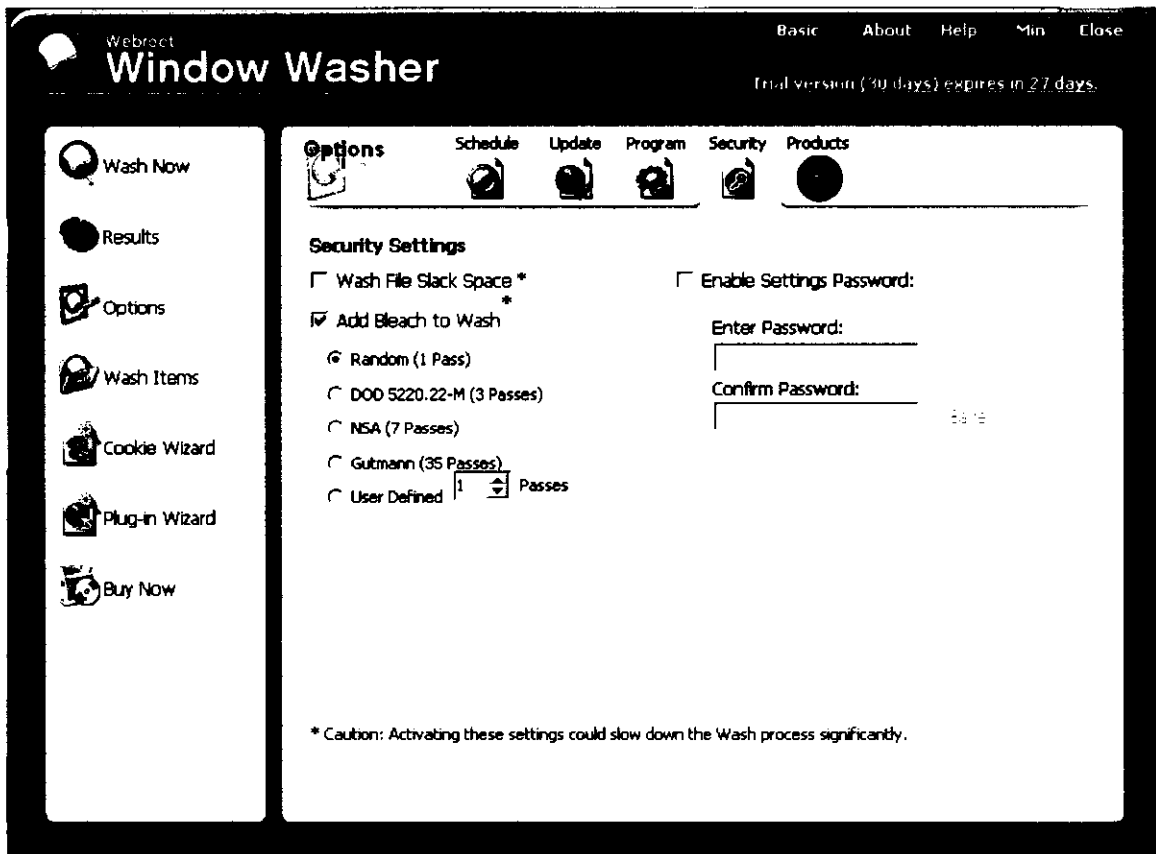 Basic About Help Min Close
Webroot
Window Washer
Trial version (30 days) expires in 27 days.
Wash Now
Results
Options
Wash Items
Cookie Wizard
Plug-in Wizard
Buy Now
Options Schedule Update Program Security Products
Security Settings
Wash File Slack Space *
Add Bleach to Wash *
Random (1 Pass)
DOD 5220.22-M (3 Passes)
NSA (7 Passes)
Gutmann (35 Passes)
User Defined 1 Passes
Enable Settings Password:
Enter Password:
Confirm Password:
* Caution: Activating these settings could slow down the Wash process significantly.